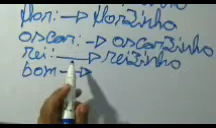 flor: → florzinho
oscar: → oscarzinho
rei: → reizinho
bom →